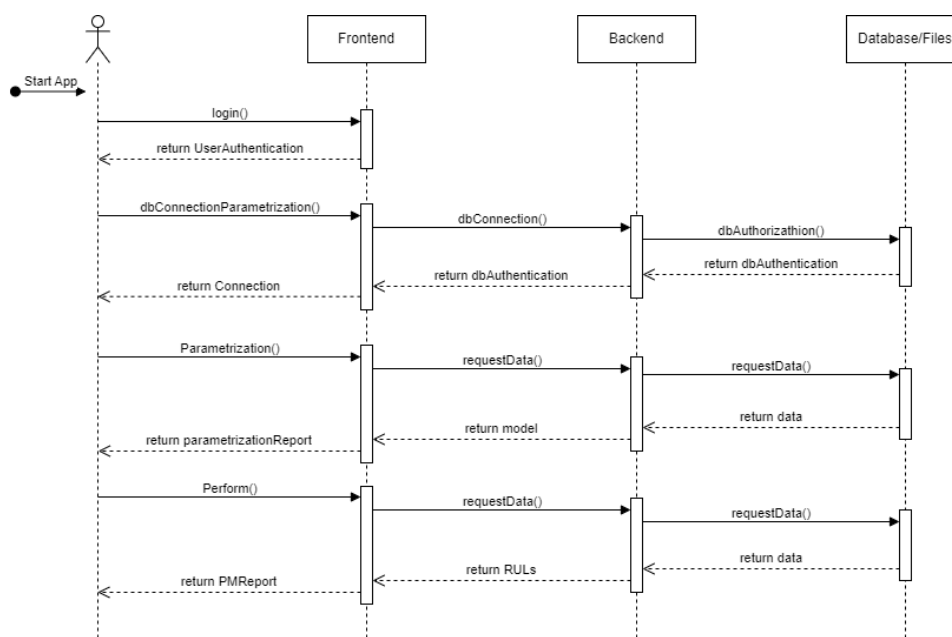 Frontend
Backend
Database/Files
Start App
login()
return UserAuthentication
dbConnectionParametrization()
dbConnection()
dbAuthorizathion()
return dbAuthentication
return dbAuthentication
return Connection
Parametrization()
requestData()
requestData()
return data
return model
return parametrizationReport
Perform()
requestData()
requestData()
return data
return RULs
return PMReport